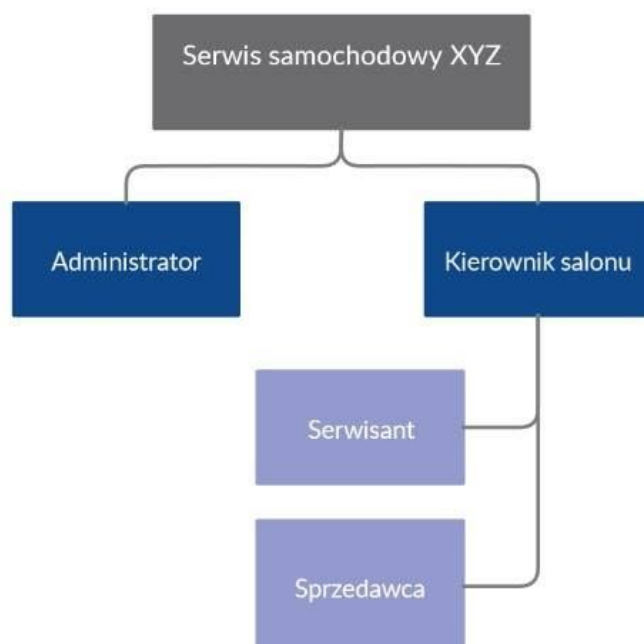 Serwis samochodowy XYZ
Administrator
Kierownik salonu
Serwisant
Sprzedawca